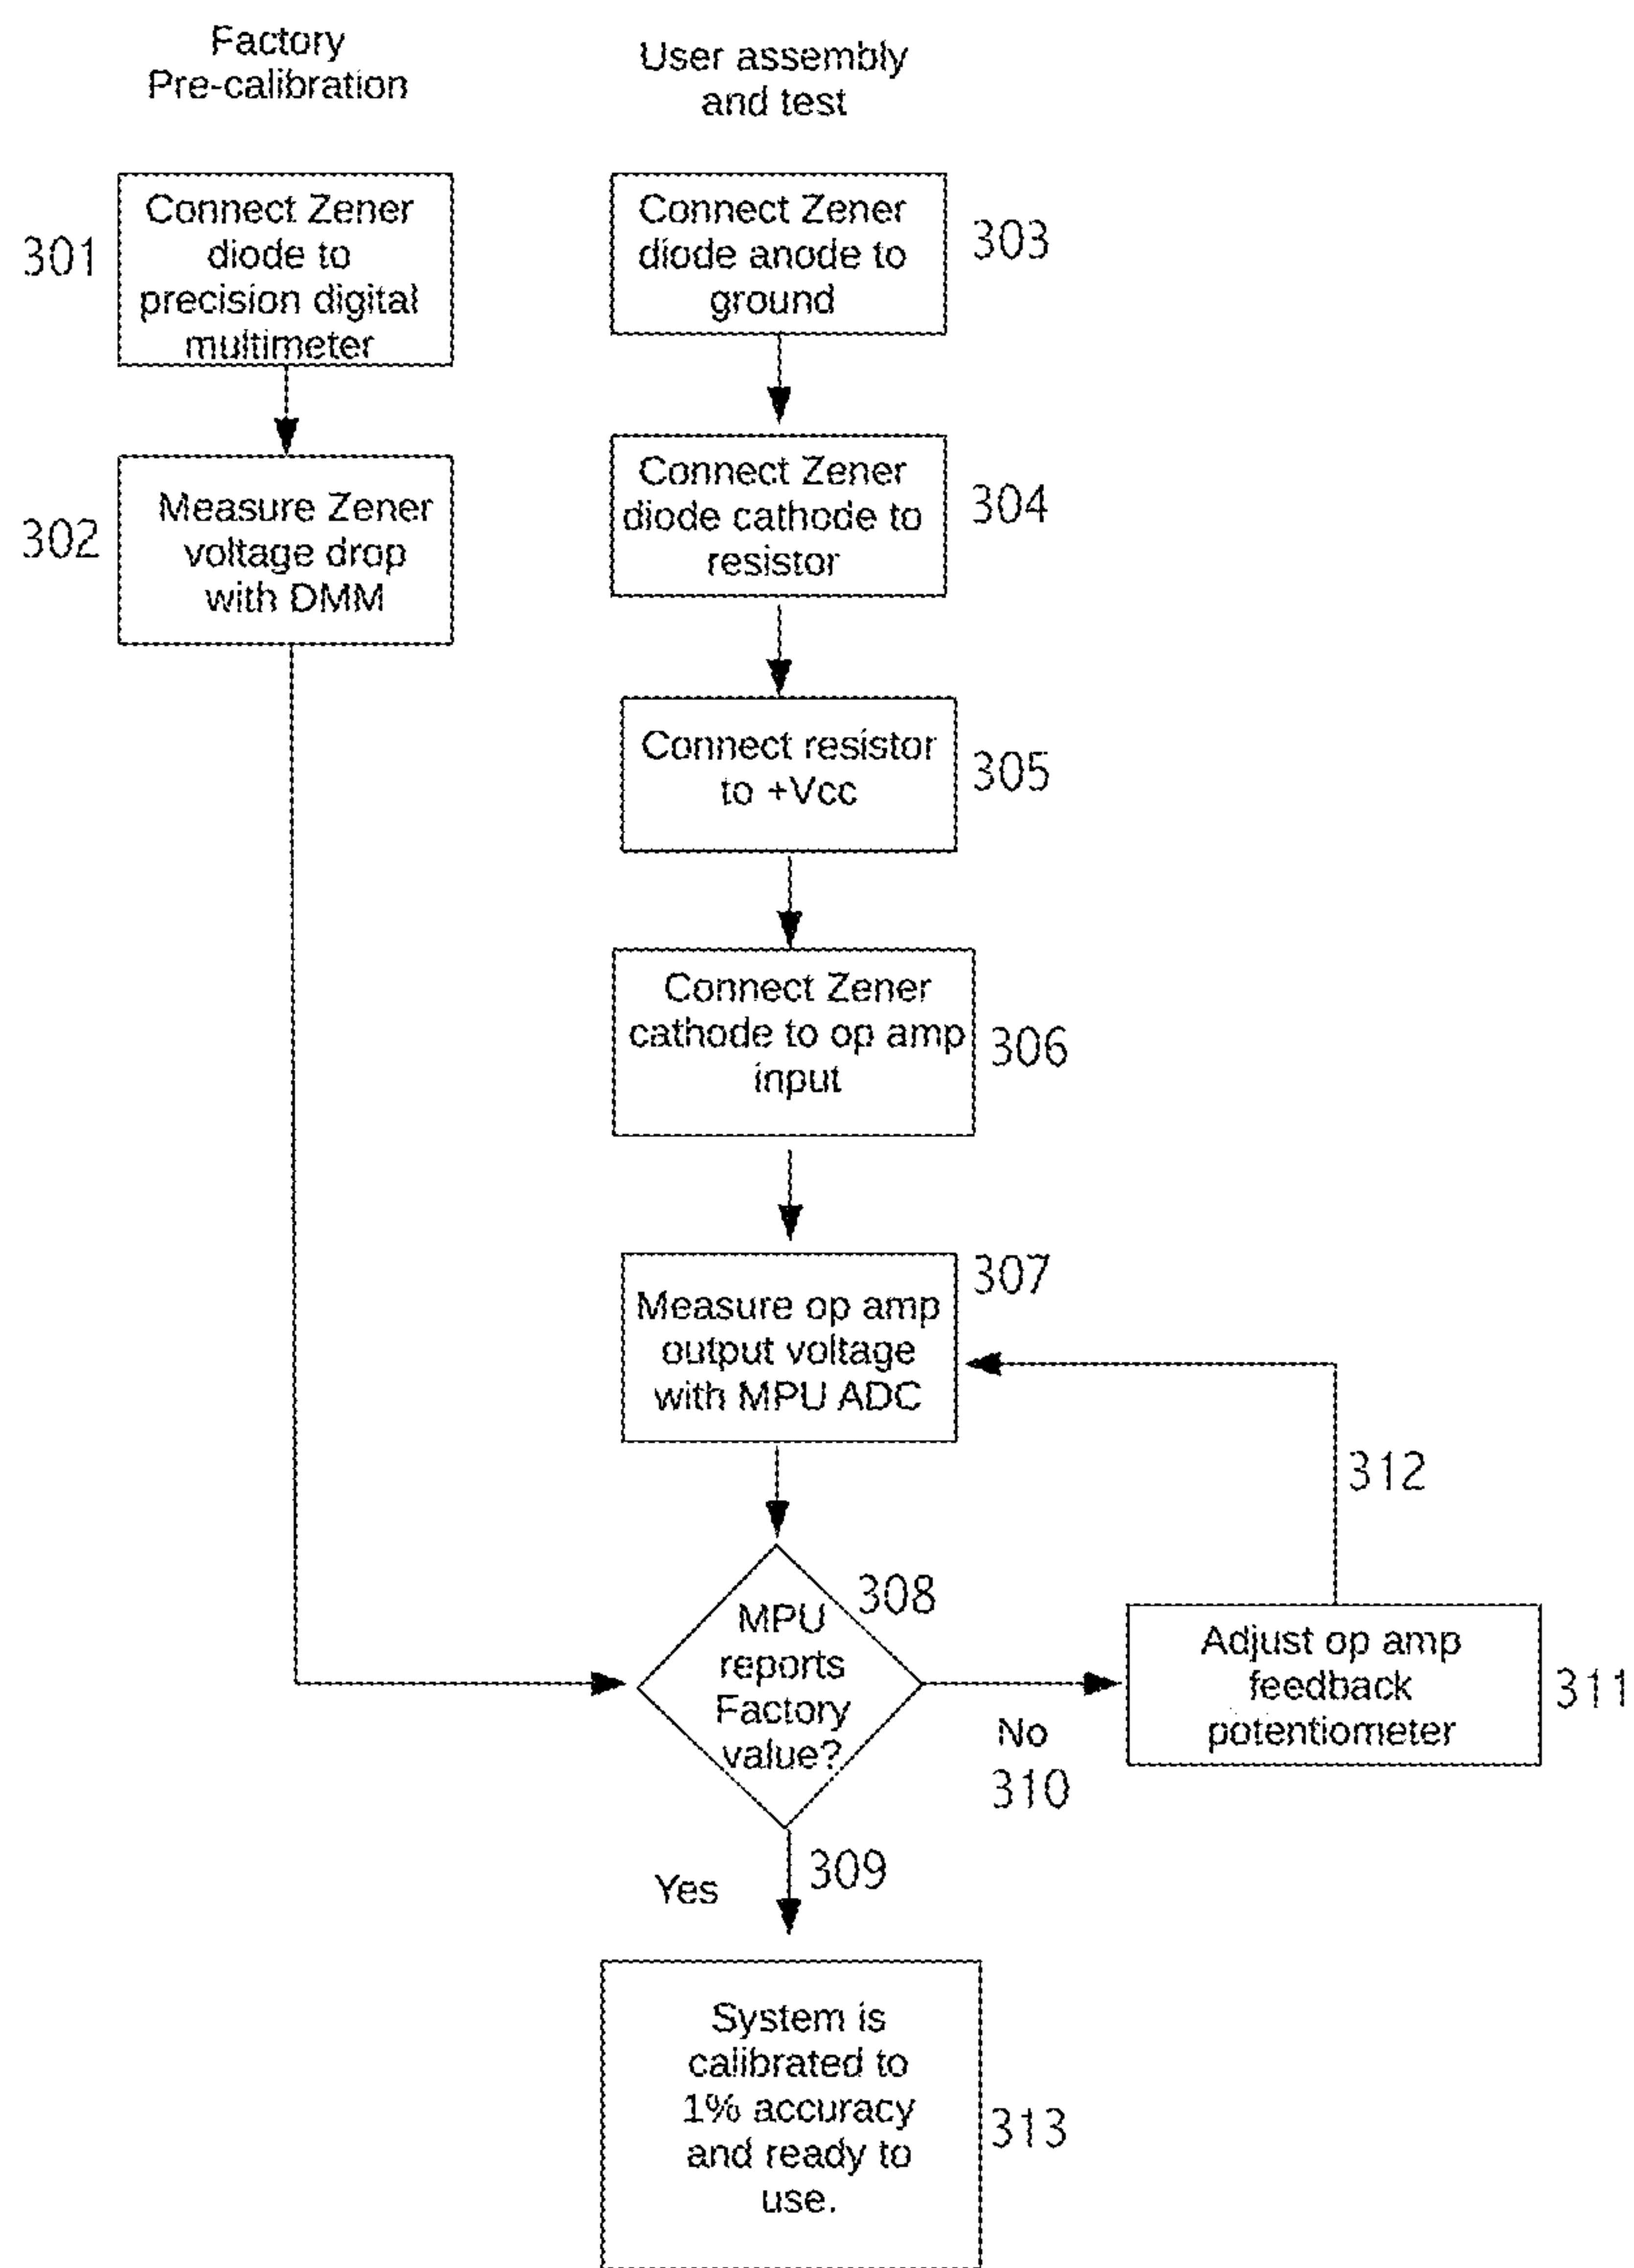 Factory
Pre-calibration
User assembly
and test
301
Connect Zener
diode to
precision digital
multimeter
302
Measure Zener
voltage drop
with DMM
Connect Zener
diode anode to
ground
303
Connect Zener
diode cathode to
resistor
304
Connect resistor
to +Vcc
305
Connect Zener
cathode to op amp
input
306
307
Measure op amp
output voltage
with MPU ADC
312
308
MPU
reports
Factory
value?
No
310
Adjust op amp
feedback
potentiometer
311
Yes
309
System is
calibrated to
1% accuracy
and ready to
use.
313